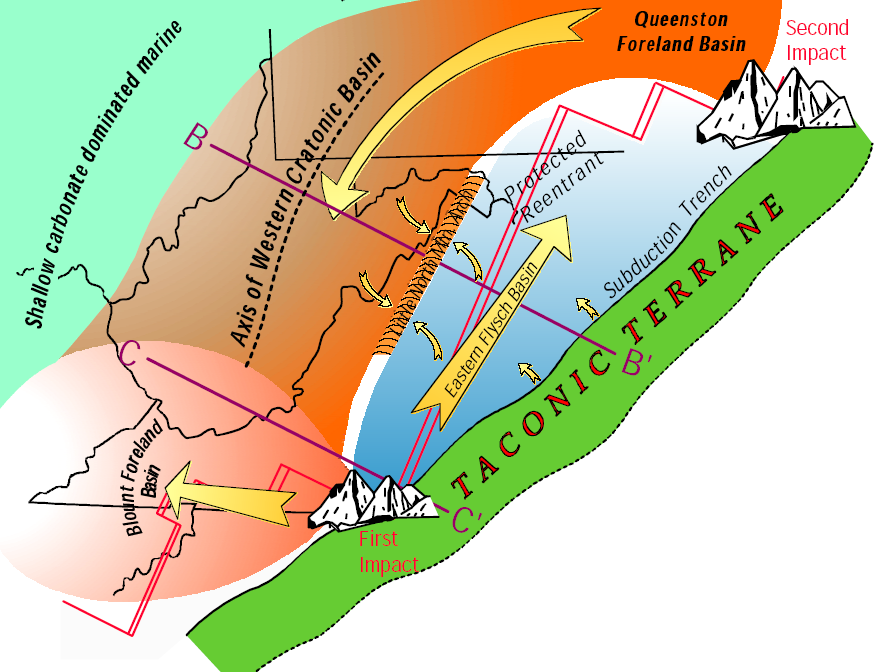 Queenston
Foreland Basin
Second
Impact
Shallow carbonate dominated marine
B
Axis of Western Cratonic Basin
Protected
Reentrant
Subduction Trench
Eastern Flysch Basin
TACONIC TERRANE
B'
C
Blount Foreland
Basin
C'
First
Impact